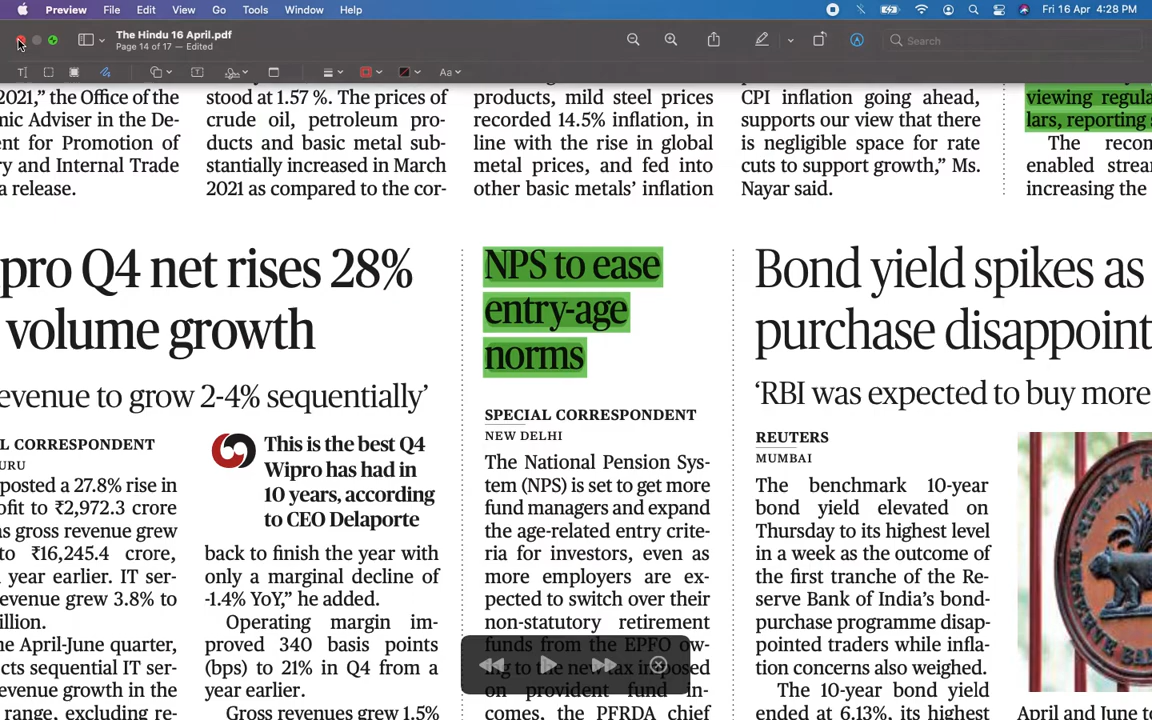 Preview File Edit View Go Tools Window Help
Fri 16 Apr 4:28 PM
The Hindu 16 April.pdf
Page 14 of 17 — Edited
Search
Aa
2021,” the Office of the
Adviser in the De-
for Promotion of
and Internal Trade
a release.
stood at 1.57 %. The prices of
crude oil, petroleum pro-
ducts and basic metal sub-
stantially increased in March
2021 as compared to the cor-
products, mild steel prices
recorded 14.5% inflation, in
line with the rise in global
metal prices, and fed into
other basic metals’ inflation
CPI inflation going ahead,
supports our view that there
is negligible space for rate
cuts to support growth,” Ms.
Nayar said.
viewing regula
lars, reporting
The recon
enabled strea
increasing the
pro Q4 net rises 28%
volume growth
evenue to grow 2-4% sequentially’
L CORRESPONDENT
URU
posted a 27.8% rise in
ofit to ₹2,972.3 crore
as gross revenue grew
to ₹16,245.4 crore,
year earlier. IT ser-
evenue grew 3.8% to
illion.
he April-June quarter,
cts sequential IT ser-
evenue growth in the
range, excluding re-
This is the best Q4
Wipro has had in
10 years, according
to CEO Delaporte
back to finish the year with
only a marginal decline of
-1.4% YoY,” he added.
Operating margin im-
proved 340 basis points
(bps) to 21% in Q4 from a
year earlier.
Gross revenues grew 1.5%
NPS to ease
entry-age
norms
SPECIAL CORRESPONDENT
NEW DELHI
The National Pension Sys-
tem (NPS) is set to get more
fund managers and expand
the age-related entry crite-
ria for investors, even as
more employers are ex-
pected to switch over their
non-statutory retirement
funds from the EPFO ow-
ing to the new tax imposed
on provident fund in-
comes, the PFRDA chief
Bond yield spikes as
purchase disappoint
‘RBI was expected to buy more
REUTERS
MUMBAI
The benchmark 10-year
bond yield elevated on
Thursday to its highest level
in a week as the outcome of
the first tranche of the Re-
serve Bank of India’s bond-
purchase programme disap-
pointed traders while infla-
tion concerns also weighed.
The 10-year bond yield
ended at 6.13%, its highest
April and June to